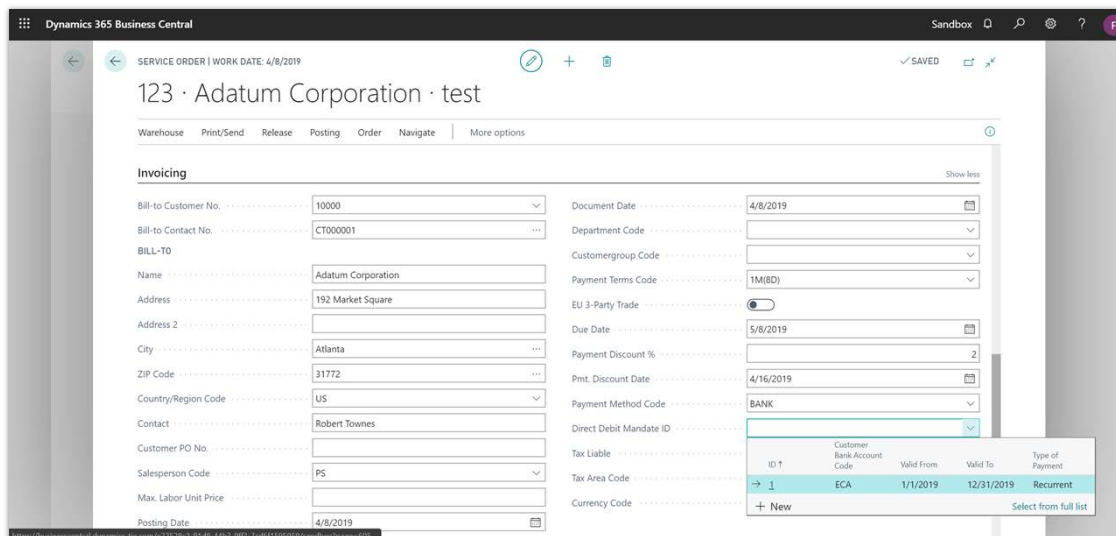 Dynamics 365 Business Central
Sandbox ?
SERVICE ORDER | WORK DATE: 4/8/2019
✓ SAVED
123 · Adatum Corporation · test
Warehouse Print/Send Release Posting Order Navigate More options
Invoicing
Show less
Bill-to Customer No. 10000
Bill-to Contact No. CT000001
BILL-TO
Name Adatum Corporation
Address 192 Market Square
Address 2
City Atlanta
ZIP Code 31772
Country/Region Code US
Contact Robert Townes
Customer PO No.
Salesperson Code PS
Max. Labor Unit Price
Posting Date 4/8/2019
Document Date 4/8/2019
Department Code
Customergroup Code
Payment Terms Code 1M(8D)
EU 3-Party Trade
Due Date 5/8/2019
Payment Discount % 2
Pmt. Discount Date 4/16/2019
Payment Method Code BANK
Direct Debit Mandate ID
Tax Liable
Tax Area Code
Currency Code
ID ↑ Customer Bank Account Code Valid From Valid To Type of Payment
→ 1 ECA 1/1/2019 12/31/2019 Recurrent
+ New Select from full list